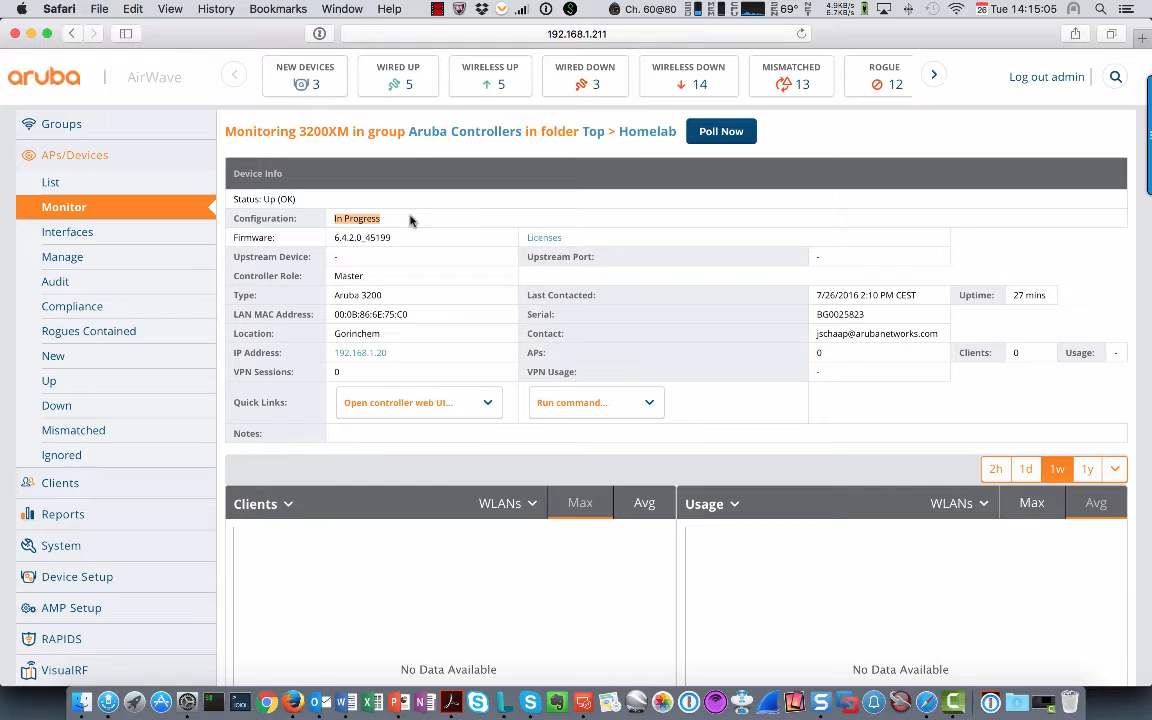 Safari File Edit View History Bookmarks Window Help Ch. 60@80 69° 4.9KB/s 6.7KB/s 26 Tue 14:15:05
192.168.1.211
aruba AirWave
NEW DEVICES WIRED UP WIRELESS UP WIRED DOWN WIRELESS DOWN MISMATCHED ROGUE
3 5 5 3 14 13 12
Log out admin
Groups
APs/Devices
List
Monitor
Interfaces
Manage
Audit
Compliance
Rogues Contained
New
Up
Down
Mismatched
Ignored
Clients
Reports
System
Device Setup
AMP Setup
RAPIDS
VisualRF
Monitoring 3200XM in group Aruba Controllers in folder Top > Homelab Poll Now
Device Info
Status: Up (OK)
Configuration: In Progress
Firmware: 6.4.2.0_45199 Licenses
Upstream Device: - Upstream Port: -
Controller Role: Master
Type: Aruba 3200 Last Contacted: 7/26/2016 2:10 PM CEST Uptime: 27 mins
LAN MAC Address: 00:0B:86:6E:75:C0 Serial: BG0025823
Location: Gorinchem Contact: jschaap@arubanetworks.com
IP Address: 192.168.1.20 APs: 0 Clients: 0 Usage: -
VPN Sessions: 0 VPN Usage: -
Quick Links: Open controller web UI... Run command...
Notes:
2h 1d 1w 1y
Clients WLANs Max Avg Usage WLANs Max Avg
No Data Available No Data Available